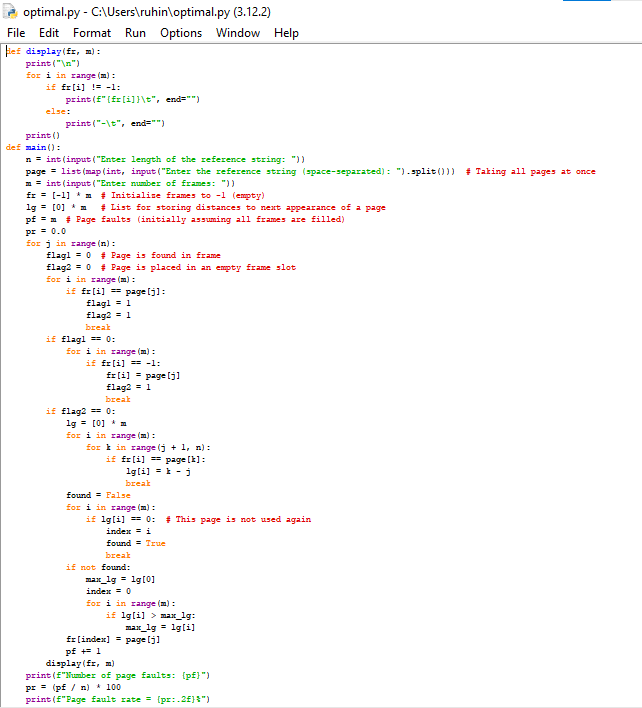 optimal.py - C:\Users\ruhin\optimal.py (3.12.2)
File Edit Format Run Options Window Help
def display(fr, m):
    print("\n")
    for i in range(m):
        if fr[i] != -1:
            print(f"{fr[i]}\t", end="")
        else:
            print("-\t", end="")
    print()
def main():
    n = int(input("Enter length of the reference string: "))
    page = list(map(int, input("Enter the reference string (space-separated): ").split()))  # Taking all pages at once
    m = int(input("Enter number of frames: "))
    fr = [-1] * m  # Initialise frames to -1 (empty)
    lg = [0] * m  # List for storing distances to next appearance of a page
    pf = m  # Page faults (initially assuming all frames are filled)
    pr = 0.0
    for j in range(n):
        flag1 = 0  # Page is found in frame
        flag2 = 0  # Page is placed in an empty frame slot
        for i in range(m):
            if fr[i] == page[j]:
                flag1 = 1
                flag2 = 1
                break
        if flag1 == 0:
            for i in range(m):
                if fr[i] == -1:
                    fr[i] = page[j]
                    flag2 = 1
                    break
        if flag2 == 0:
            lg = [0] * m
            for i in range(m):
                for k in range(j + 1, n):
                    if fr[i] == page[k]:
                        lg[i] = k - j
                        break
            found = False
            for i in range(m):
                if lg[i] == 0:  # This page is not used again
                    index = i
                    found = True
                    break
            if not found:
                max_lg = lg[0]
                index = 0
                for i in range(m):
                    if lg[i] > max_lg:
                        max_lg = lg[i]
            fr[index] = page[j]
            pf += 1
        display(fr, m)
    print(f"Number of page faults: {pf}")
    pr = (pf / n) * 100
    print(f"Page fault rate = {pr:.2f}%")